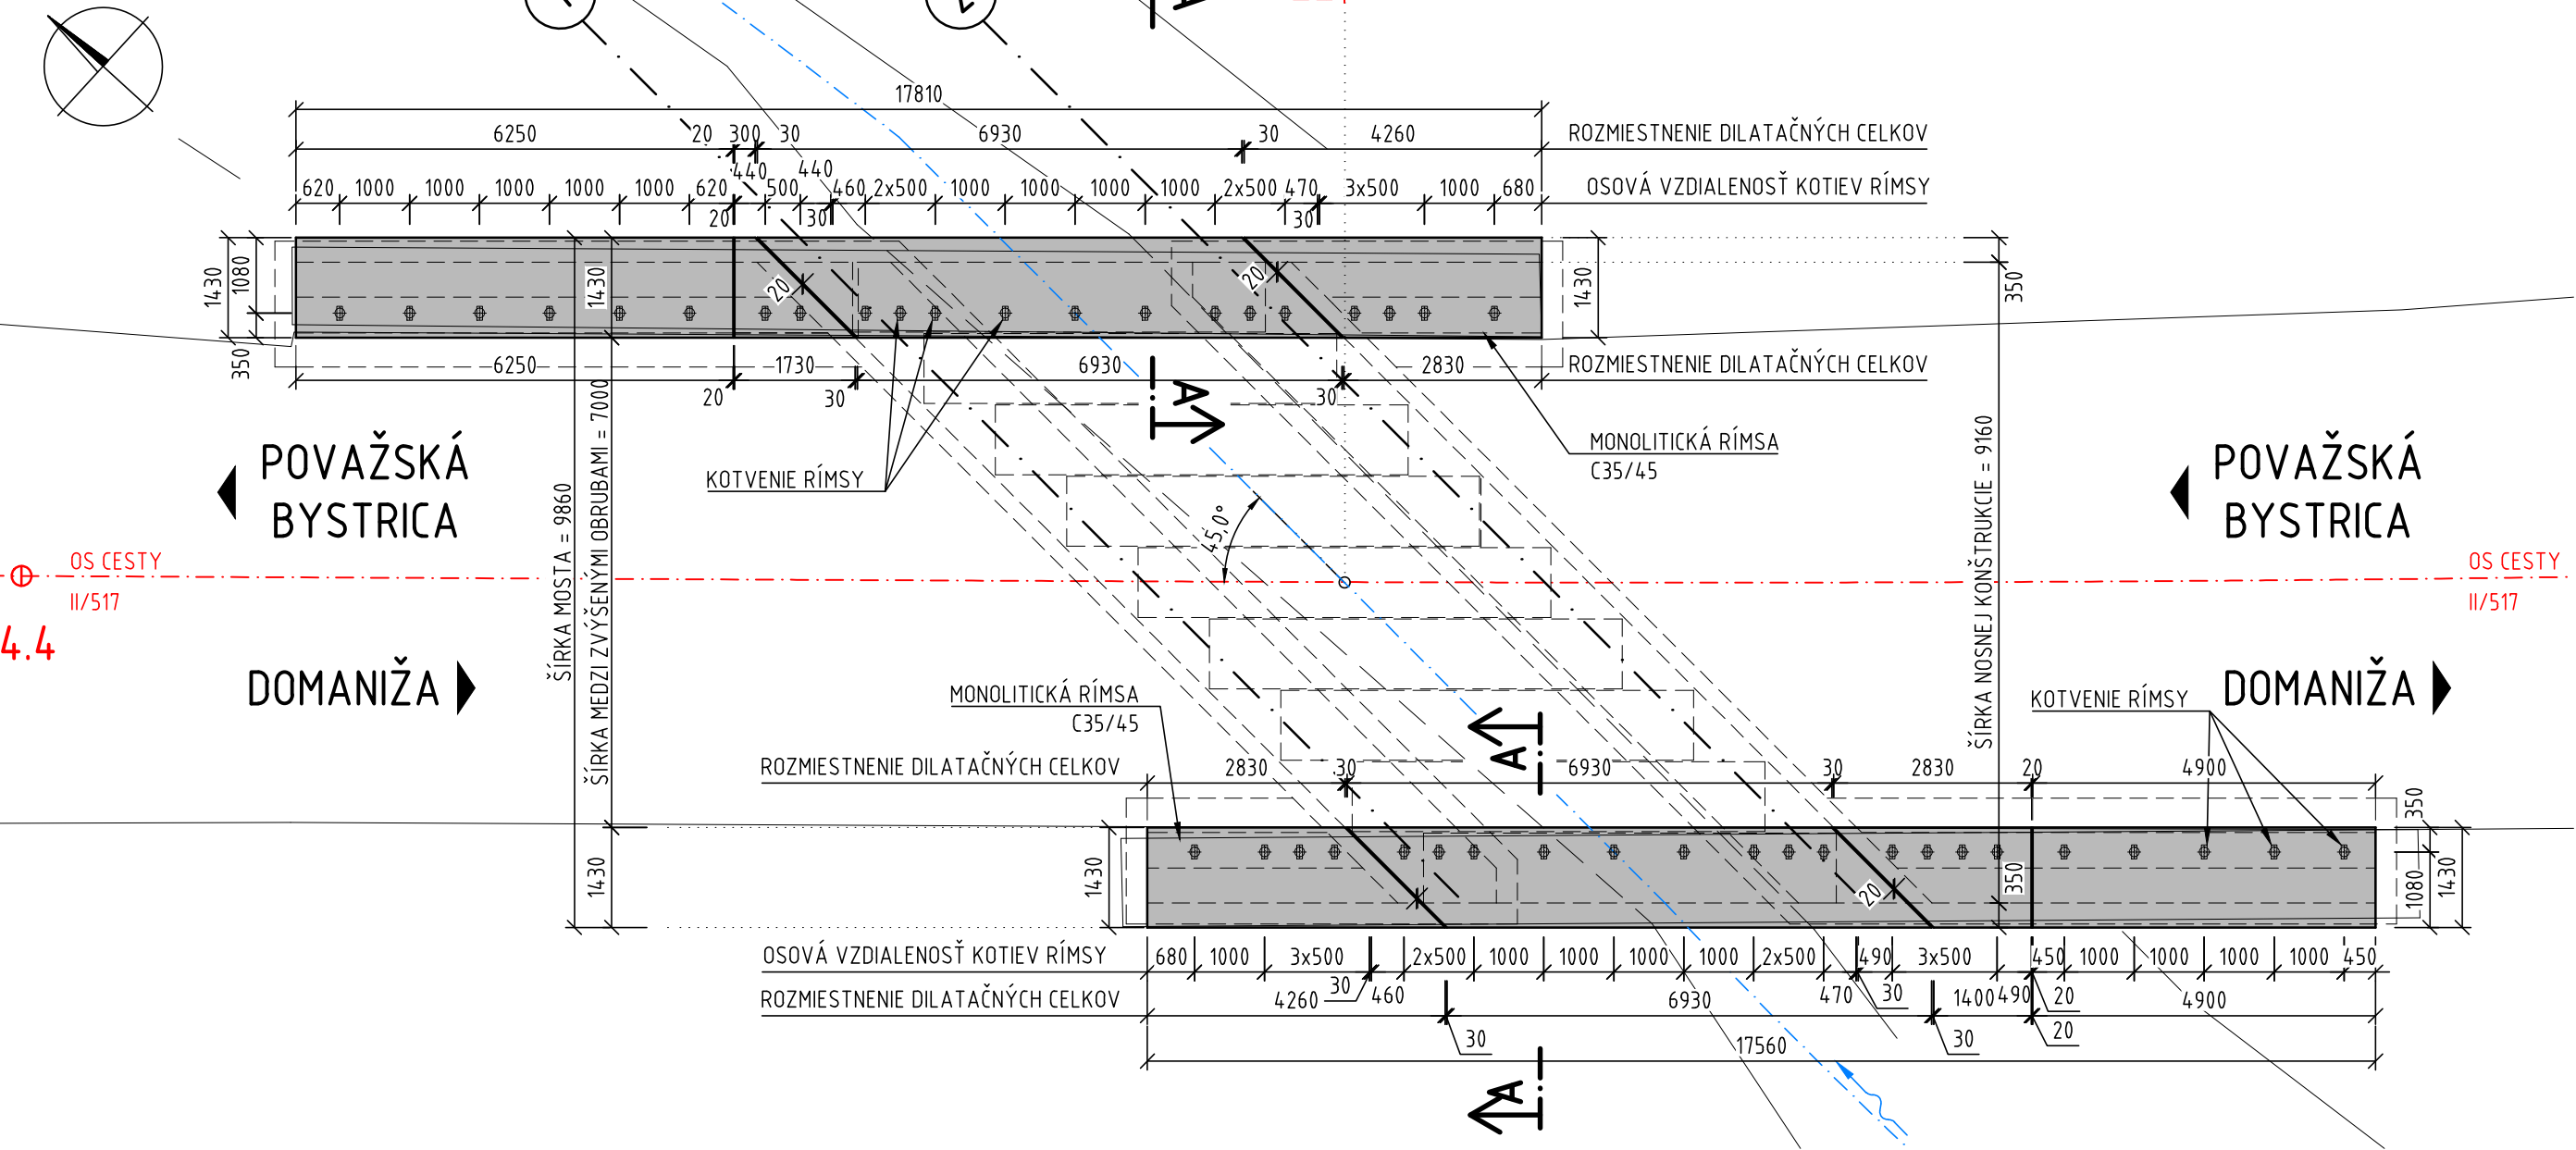 17810
6250 20 300 30 6930 30 4260 ROZMIESTNENIE DILATAČNÝCH CELKOV
620 1000 1000 1000 1000 1000 620 440 500 440 460 2x500 1000 1000 1000 1000 2x500 470 3x500 1000 680 OSOVÁ VZDIALENOSŤ KOTIEV RÍMSY
20 30 30
1430 1080 350 1430 20 20 1430 350
6250 1730 6930 2830 ROZMIESTNENIE DILATAČNÝCH CELKOV
20 30 30
A
MONOLITICKÁ RÍMSA
C35/45
KOTVENIE RÍMSY
POVAŽSKÁ
BYSTRICA
POVAŽSKÁ
BYSTRICA
ŠÍRKA MOSTA = 9860
ŠÍRKA MEDZI ZVÝŠENÝMI OBRUBAMI = 7000
ŠÍRKA NOSNEJ KONŠTRUKCIE = 9160
45,0°
OS CESTY
II/517
OS CESTY
II/517
4.4
DOMANIŽA
DOMANIŽA
MONOLITICKÁ RÍMSA
C35/45
KOTVENIE RÍMSY
A
ROZMIESTNENIE DILATAČNÝCH CELKOV 2830 30 6930 30 2830 20 4900
1430 1430 20 350 350 1080 1430
OSOVÁ VZDIALENOSŤ KOTIEV RÍMSY 680 1000 3x500 2x500 1000 1000 1000 1000 2x500 490 3x500 450 1000 1000 1000 1000 450
ROZMIESTNENIE DILATAČNÝCH CELKOV 4260 30 460 6930 470 30 1400 490 20 4900
30 30 20
17560
A